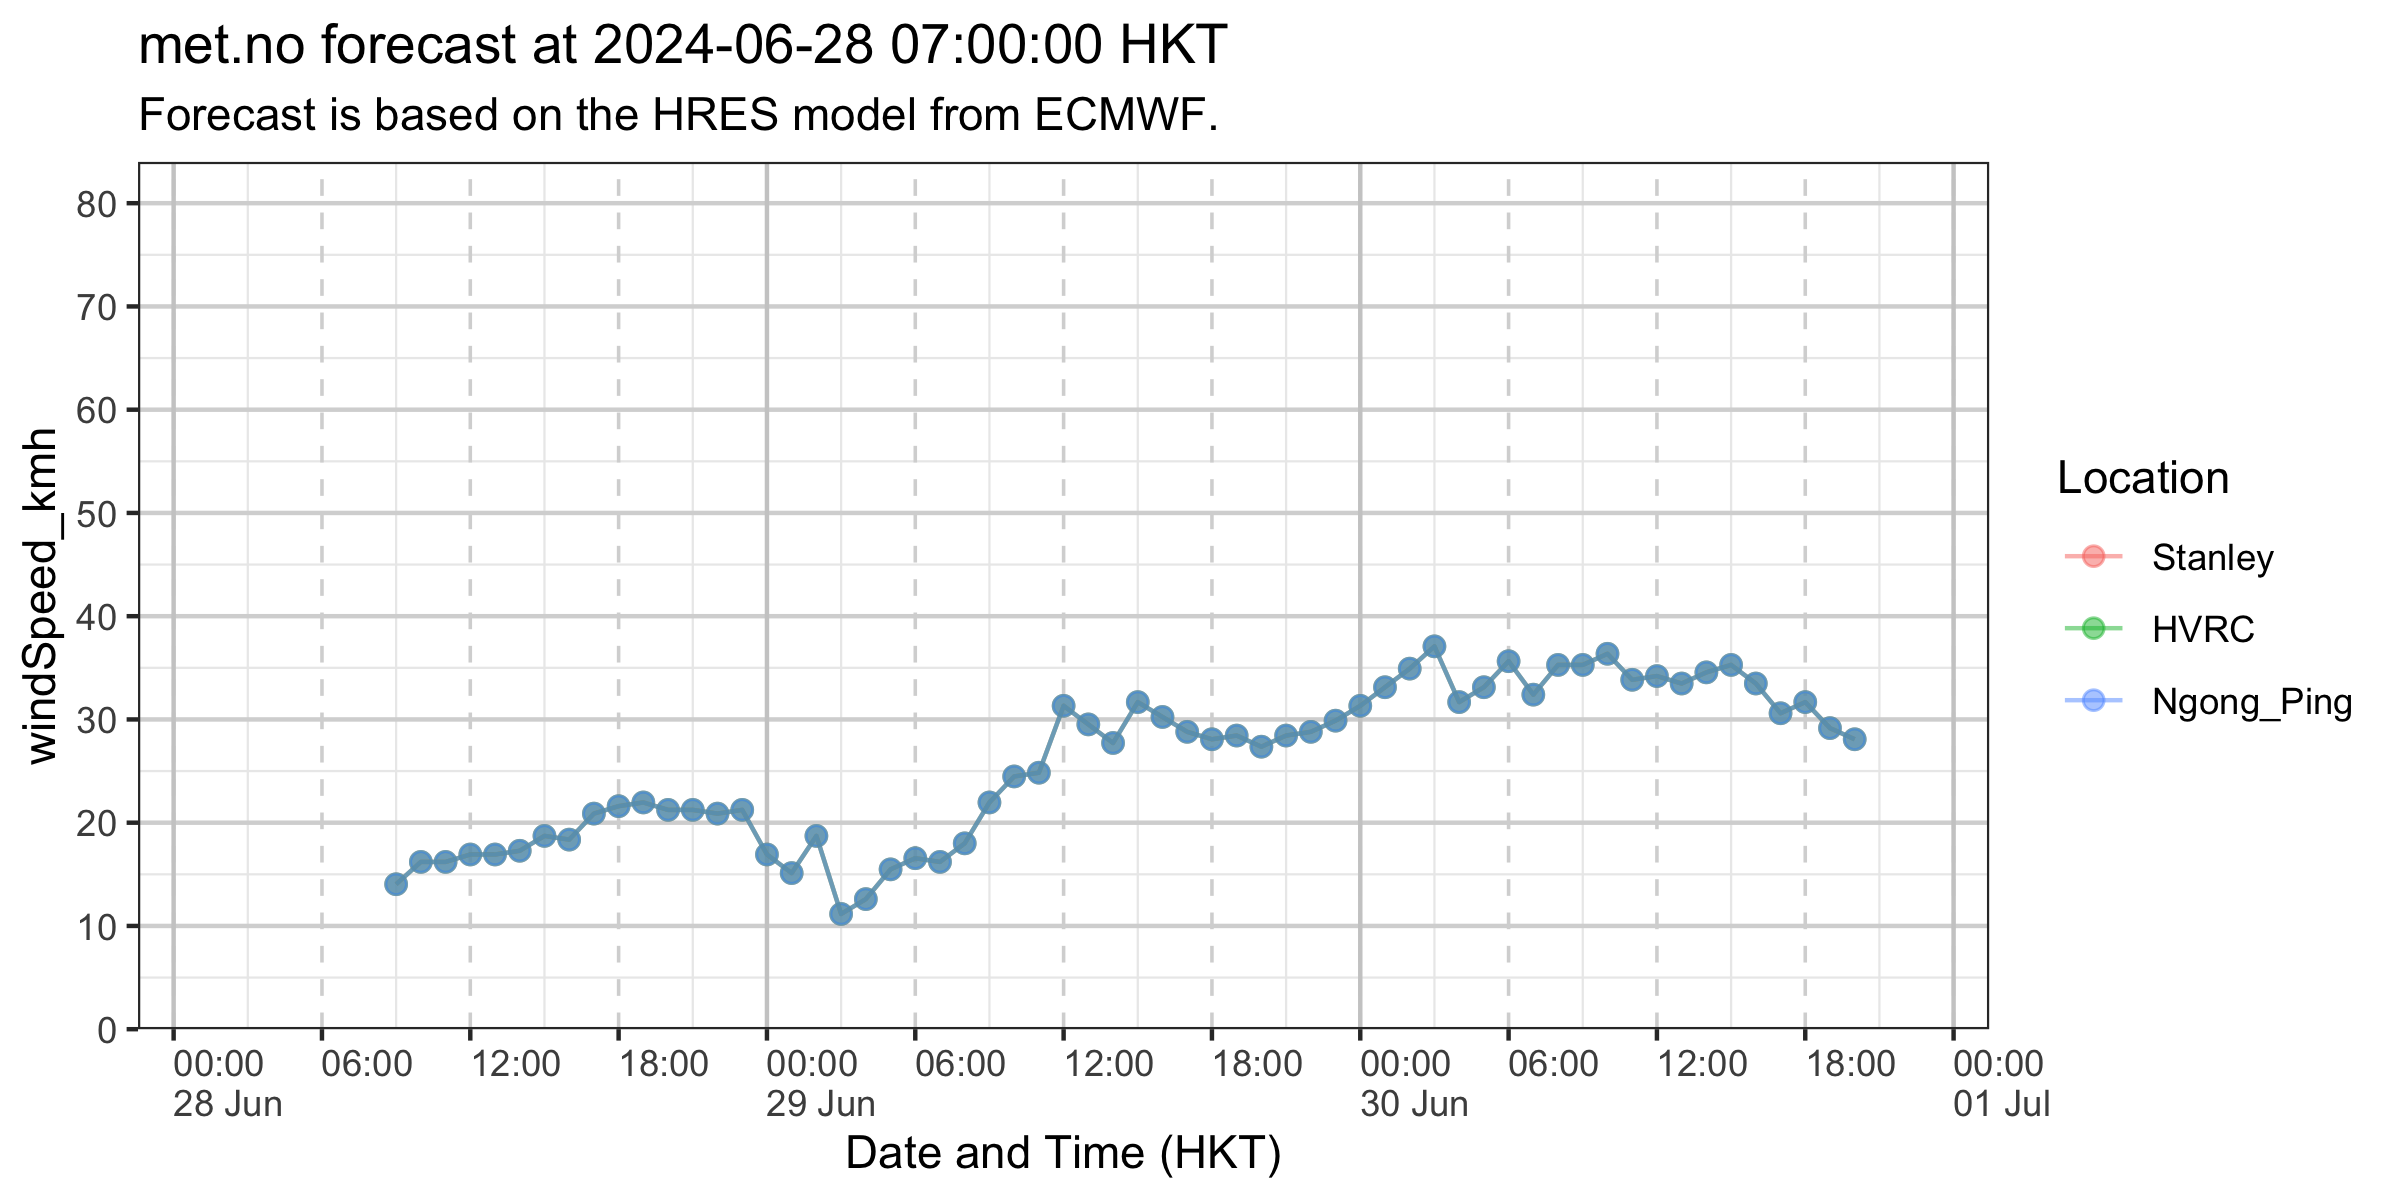 met.no forecast at 2024-06-28 07:00:00 HKT
Forecast is based on the HRES model from ECMWF.
windSpeed_kmh
80
70
60
50
40
30
20
10
0
00:00 06:00 12:00 18:00 00:00 06:00 12:00 18:00 00:00 06:00 12:00 18:00 00:00
28 Jun 29 Jun 30 Jun 01 Jul
Date and Time (HKT)
Location
Stanley
HVRC
Ngong_Ping